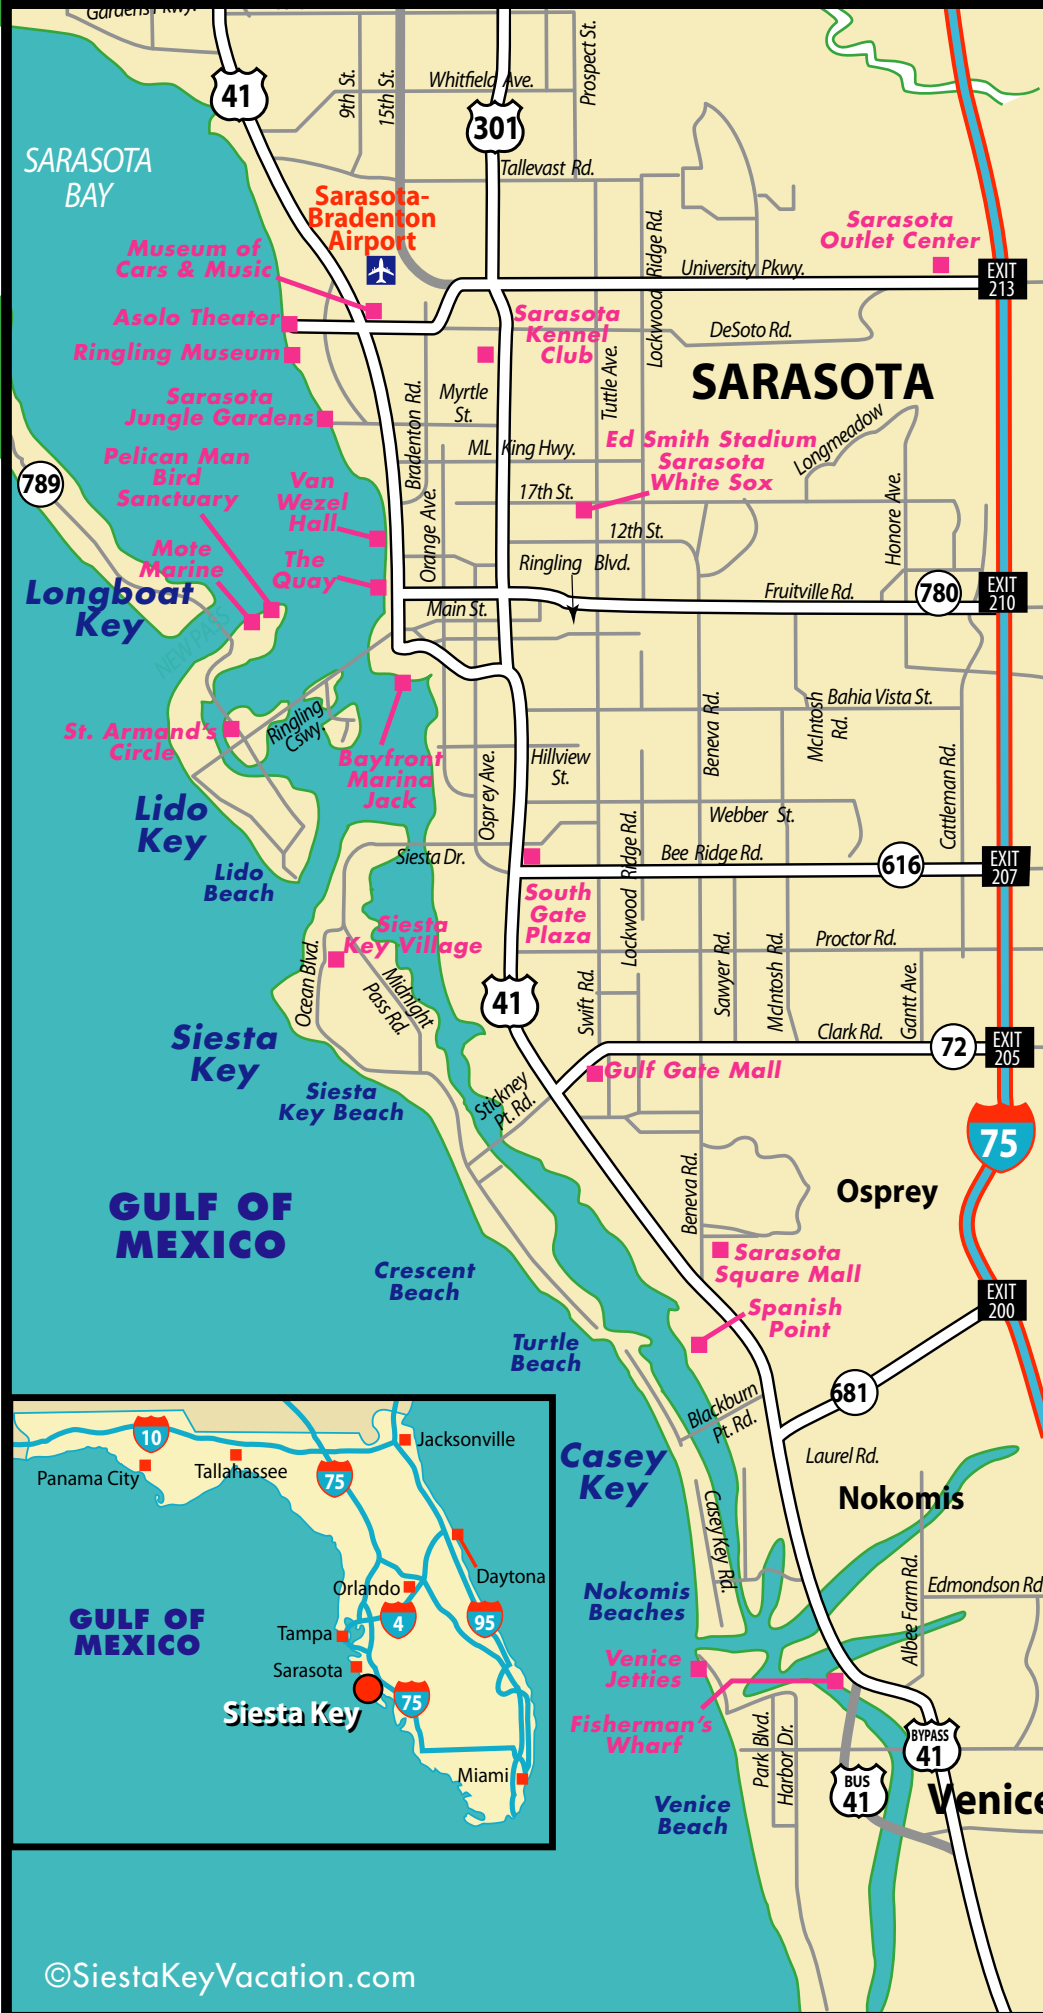 Gardens Pkwy.
41
9th St.
15th St.
Whitfield Ave.
Prospect St.
301
SARASOTA
BAY
Tallevast Rd.
Sarasota-
Bradenton
Airport
Lockwood Ridge Rd.
Sarasota
Outlet Center
Museum of
Cars & Music
University Pkwy.
EXIT
213
Asolo Theater
Sarasota
Kennel
Club
DeSoto Rd.
Ringling Museum
Tuttle Ave.
SARASOTA
Sarasota
Jungle Gardens
Bradenton Rd.
Myrtle
St.
Longmeadow
Pelican Man
Bird
Sanctuary
ML King Hwy.
Ed Smith Stadium
Sarasota
White Sox
789
Van
Wezel
Hall
17th St.
Honore Ave.
Orange Ave.
12th St.
Mote
Marine
The
Quay
Ringling Blvd.
Longboat
Key
Main St.
Fruitville Rd.
780
EXIT
210
NEW PASS
Bahia Vista St.
McIntosh
Rd.
Beneva Rd.
St. Armand's
Circle
Ringling
Cswy.
Bayfront
Marina
Jack
Hillview
St.
Osprey Ave.
Cattleman Rd.
Lido
Key
Webber St.
Lockwood Ridge Rd.
Siesta Dr.
Bee Ridge Rd.
616
EXIT
207
Lido
Beach
South
Gate
Plaza
Siesta
Key Village
Ocean Blvd.
Midnight
Pass Rd.
Proctor Rd.
Swift Rd.
Sawyer Rd.
McIntosh Rd.
Gantt Ave.
41
Siesta
Key
Clark Rd.
72
EXIT
205
Gulf Gate Mall
Siesta
Key Beach
Stickney
Pt. Rd.
75
Beneva Rd.
Osprey
GULF OF
MEXICO
Sarasota
Square Mall
Crescent
Beach
EXIT
200
Spanish
Point
Turtle
Beach
681
Blackburn
Pt. Rd.
Laurel Rd.
Casey
Key
Nokomis
Casey Key Rd.
Nokomis
Beaches
Albee Farm Rd.
Edmondson Rd
Venice
Jetties
Fisherman's
Wharf
Park Blvd.
Harbor Dr.
BYPASS
41
BUS
41
Venice
Venice
Beach
10
Jacksonville
Panama City
Tallahassee
75
Daytona
Orlando
GULF OF
MEXICO
4
95
Tampa
Sarasota
75
Siesta Key
Miami
©SiestaKeyVacation.com